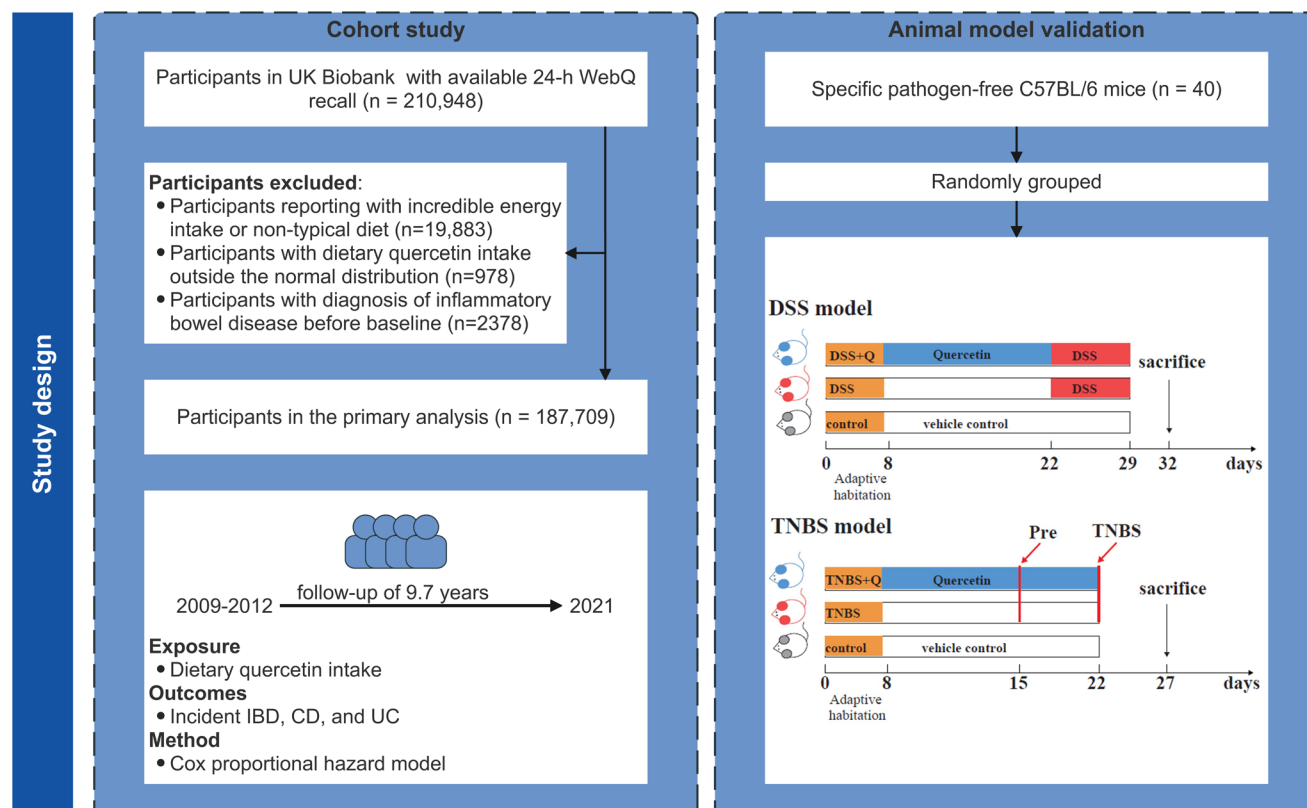 Study design
Cohort study
Participants in UK Biobank with available 24-h WebQ
recall (n = 210,948)
Participants excluded:
• Participants reporting with incredible energy
intake or non-typical diet (n=19,883)
• Participants with dietary quercetin intake
outside the normal distribution (n=978)
• Participants with diagnosis of inflammatory
bowel disease before baseline (n=2378)
Participants in the primary analysis (n = 187,709)
follow-up of 9.7 years
2009-2012 2021
Exposure
• Dietary quercetin intake
Outcomes
• Incident IBD, CD, and UC
Method
• Cox proportional hazard model
Animal model validation
Specific pathogen-free C57BL/6 mice (n = 40)
Randomly grouped
DSS model
DSS+Q Quercetin DSS
sacrifice
DSS DSS
control vehicle control
0 8 22 29 32 days
Adaptive
habitation
TNBS model
Pre TNBS
TNBS+Q Quercetin
sacrifice
TNBS
control vehicle control
0 8 15 22 27 days
Adaptive
habitation